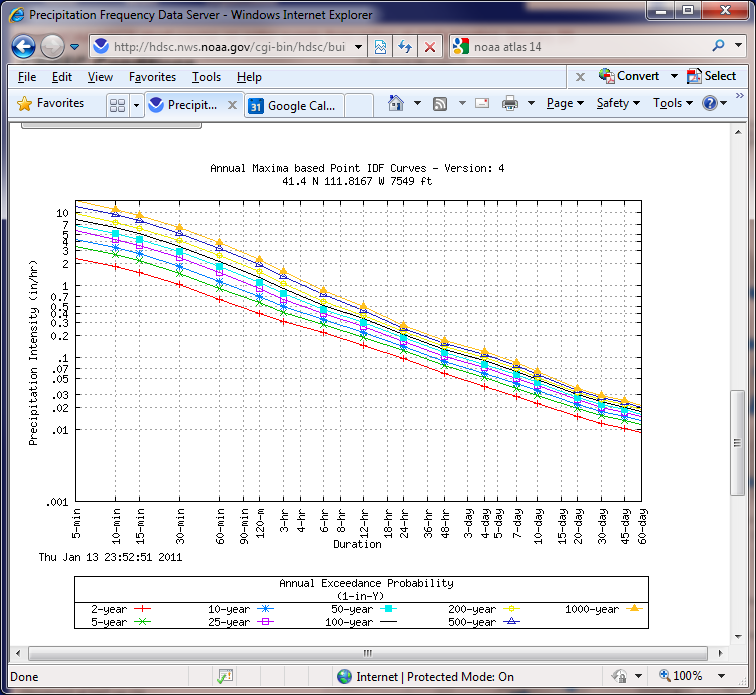 Precipitation Frequency Data Server - Windows Internet Explorer
http://hdsc.nws.noaa.gov/cgi-bin/hdsc/bui
noaa atlas 14
File Edit View Favorites Tools Help
x Convert Select
Favorites Precipit... x 31 Google Cal... Page Safety Tools »
Annual Maxima based Point IDF Curves - Version: 4
41.4 N 111.8167 W 7549 ft
Precipitation Intensity (in/hr)
10
7
5
4
3
2
1
0.7
0.5
0.4
0.3
0.2
.1
.07
.05
.03
.02
.01
.001
5-min 10-min 15-min 30-min 60-min 90-min 120-m 3-hr 4-hr 6-hr 8-hr 12-hr 18-hr 24-hr 36-hr 48-hr 3-day 4-day 5-day 7-day 10-day 15-day 20-day 30-day 45-day 60-day
Duration
Thu Jan 13 23:52:51 2011
Annual Exceedance Probability
(1-in-Y)
2-year 10-year 50-year 200-year 1000-year
5-year 25-year 100-year 500-year
Done Internet | Protected Mode: On 100%